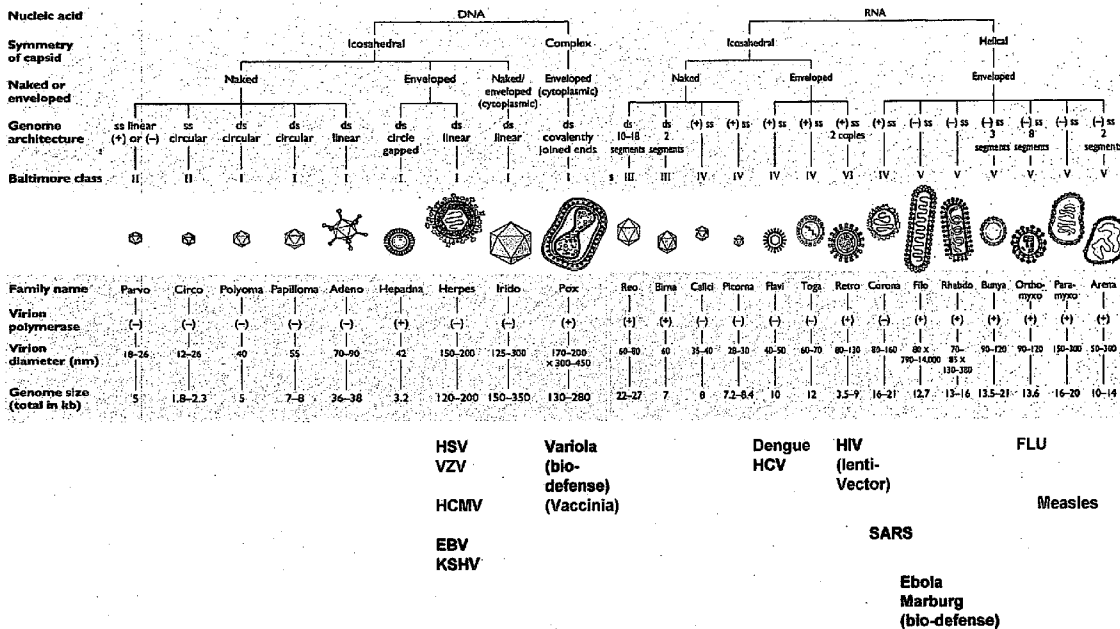 Nucleic acid DNA RNA
Symmetry of capsid Icosahedral Complex Icosahedral Helical
Naked or enveloped Naked Enveloped Naked/ enveloped (cytoplasmic) Enveloped (cytoplasmic) Naked Enveloped Enveloped
Genome architecture ss linear (+) or (–) ss circular ds circular ds circular ds linear ds circle gapped ds linear ds linear ds covalently joined ends ds 10–18 segments ds 2 segments (+) ss (+) ss (+) ss (+) ss (+) ss 2 copies (+) ss (–) ss (–) ss (–) ss 3 segments (–) ss 8 segments (–) ss (–) ss 2 segments
Baltimore class II II I I I I I I I III III IV IV IV IV VI IV V V V V V V
Family name Parvo Circo Polyoma Papilloma Adeno Hepadna Herpes Irido Pox Reo Birna Calici Picorna Flavi Toga Retro Corona Filo Rhabdo Bunya Ortho- myxo Para- myxo Arena
Virion polymerase (–) (–) (–) (–) (–) (+) (–) (–) (+) (+) (+) (–) (–) (–) (–) (+) (–) (+) (+) (+) (+) (+) (+)
Virion diameter (nm) 18–26 12–26 40 55 70–90 42 150–200 125–300 170–200 × 300–450 60–80 60 35–40 28–30 40–50 60–70 80–130 80–160 80 × 790–14,000 70– 85 × 130–380 90–120 90–120 150–300 50–300
Genome size (total in kb) 5 1.8–2.3 5 7–8 36–38 3.2 120–200 150–350 130–280 22–27 7 8 7.2–8.4 10 12 3.5–9 16–21 12.7 13–16 13.5–21 13.6 16–20 10–14
HSV Variola Dengue HIV FLU
VZV (bio- HCV (lenti-
defense) Vector)
HCMV (Vaccinia) Measles
SARS
EBV
KSHV
Ebola
Marburg
(bio-defense)